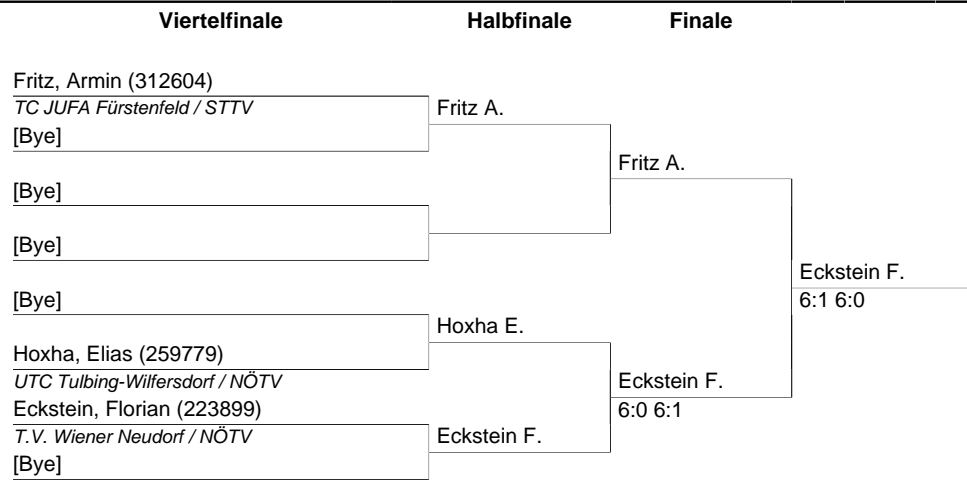 Viertelfinale Halbfinale Finale
Fritz, Armin (312604)
TC JUFA Fürstenfeld / STTV
Fritz A.
[Bye]
Fritz A.
[Bye]
[Bye]
Eckstein F.
[Bye]
6:1 6:0
Hoxha E.
Hoxha, Elias (259779)
UTC Tulbing-Wilfersdorf / NÖTV
Eckstein F.
Eckstein, Florian (223899)
6:0 6:1
T.V. Wiener Neudorf / NÖTV
Eckstein F.
[Bye]